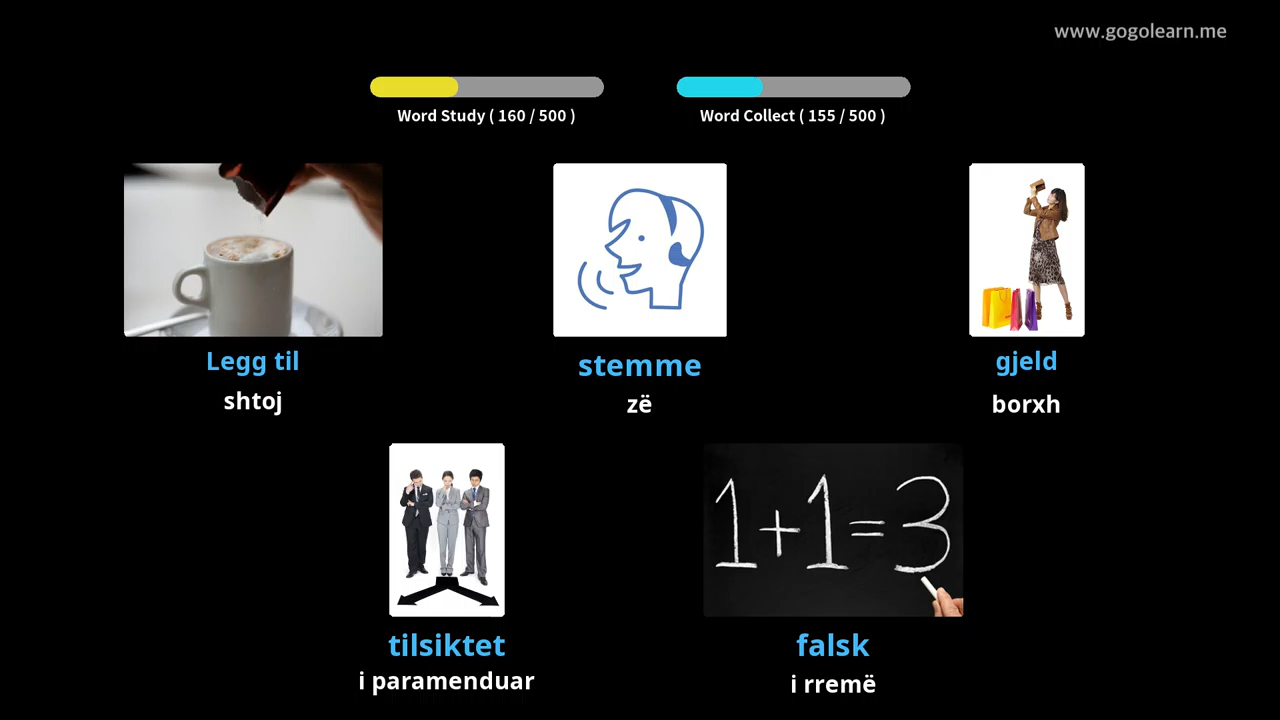 www.gogolearn.me
Word Study ( 160 / 500 )
Word Collect ( 155 / 500 )
Legg til
shtoj
stemme
zë
gjeld
borxh
tilsiktet
i paramenduar
1+1=3
falsk
i rremë